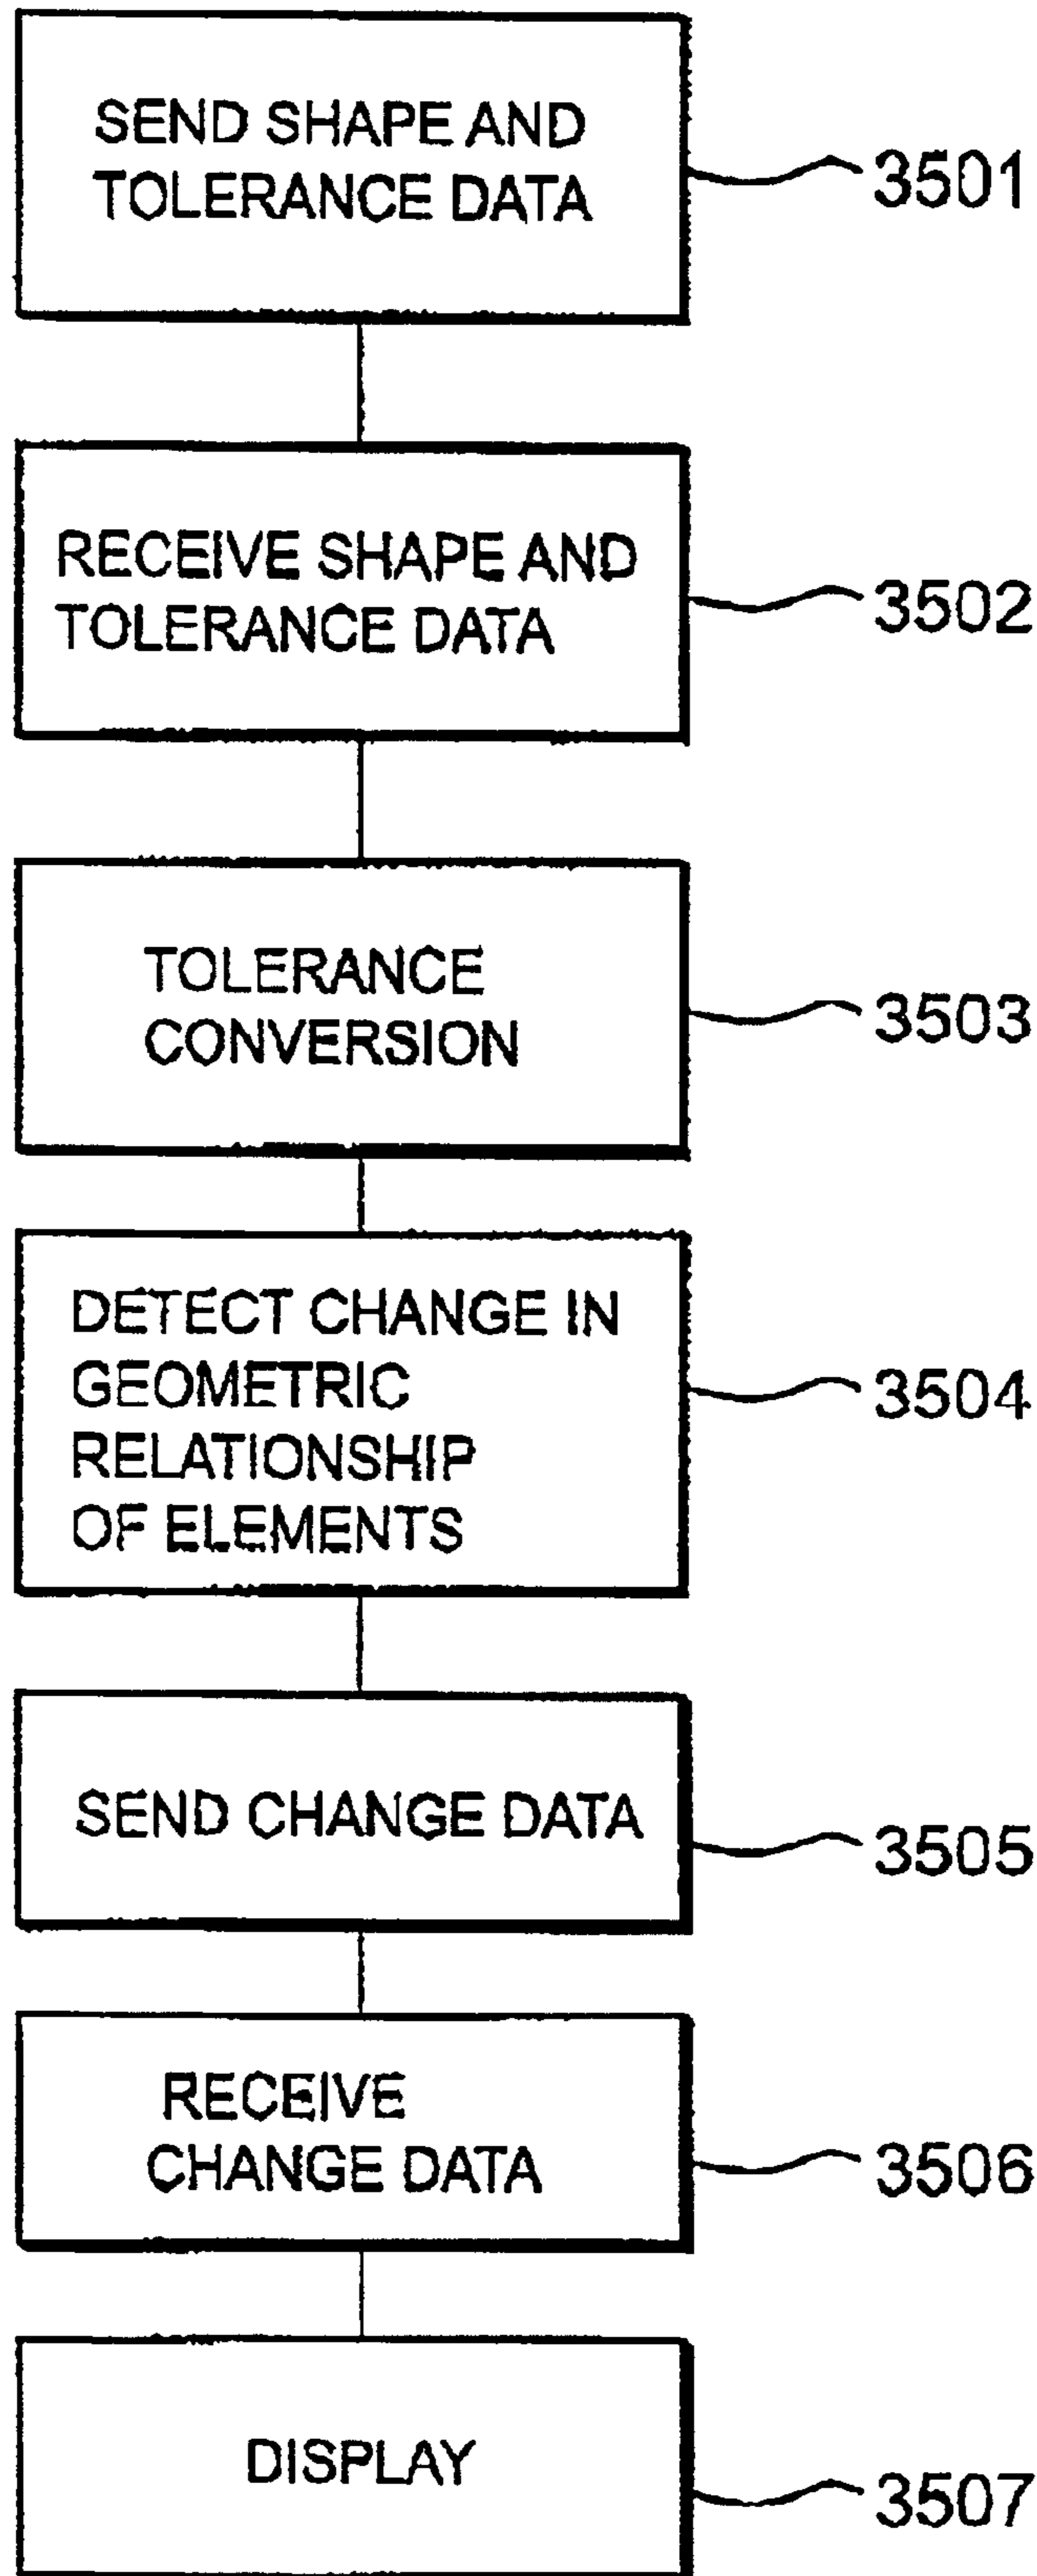 SEND SHAPE AND
TOLERANCE DATA
3501
RECEIVE SHAPE AND
TOLERANCE DATA
3502
TOLERANCE
CONVERSION
3503
DETECT CHANGE IN
GEOMETRIC
RELATIONSHIP
OF ELEMENTS
3504
SEND CHANGE DATA
3505
RECEIVE
CHANGE DATA
3506
DISPLAY
3507